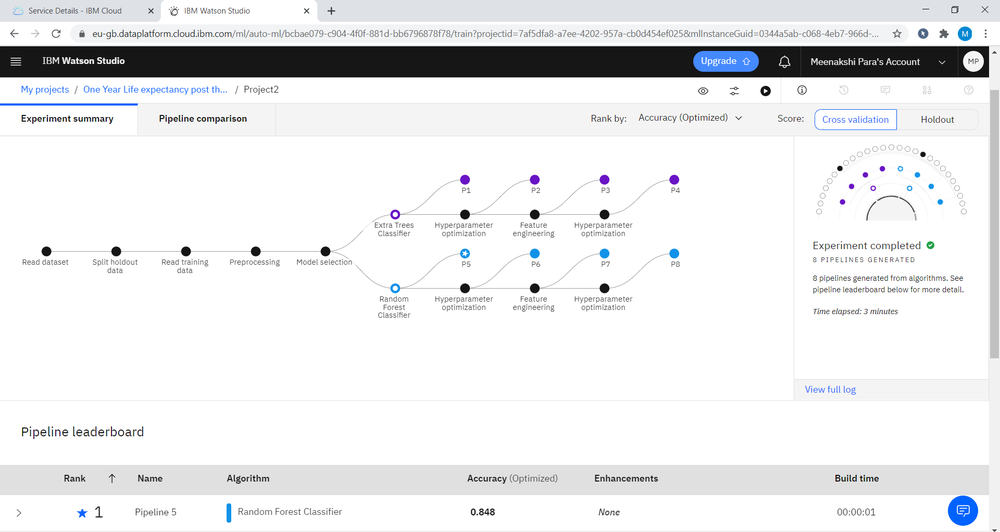 Service Details - IBM Cloud
IBM Watson Studio
eu-gb.dataplatform.cloud.ibm.com/ml/auto-ml/bcbae079-c904-4f0f-881d-bb6796878f78/train?projectid=7af5dfa8-a7ee-4202-957a-cb0d454ef025&mlInstanceGuid=0344a5ab-c068-4eb7-966d-...
M
IBM Watson Studio
Upgrade
Meenakshi Para's Account
MP
My projects / One Year Life expectancy post th... / Project2
Experiment summary
Pipeline comparison
Rank by: Accuracy (Optimized)
Score: Cross validation Holdout
P1
P2
P3
P4
Extra Trees
Classifier
Hyperparameter
optimization
Feature
engineering
Hyperparameter
optimization
Read dataset
Split holdout
data
Read training
data
Preprocessing
Model selection
P5
P6
P7
P8
Random
Forest
Classifier
Hyperparameter
optimization
Feature
engineering
Hyperparameter
optimization
Experiment completed
8 PIPELINES GENERATED
8 pipelines generated from algorithms. See
pipeline leaderboard below for more detail.
Time elapsed: 3 minutes
View full log
Pipeline leaderboard
Rank Name Algorithm Accuracy (Optimized) Enhancements Build time
1 Pipeline 5 Random Forest Classifier 0.848 None 00:00:01